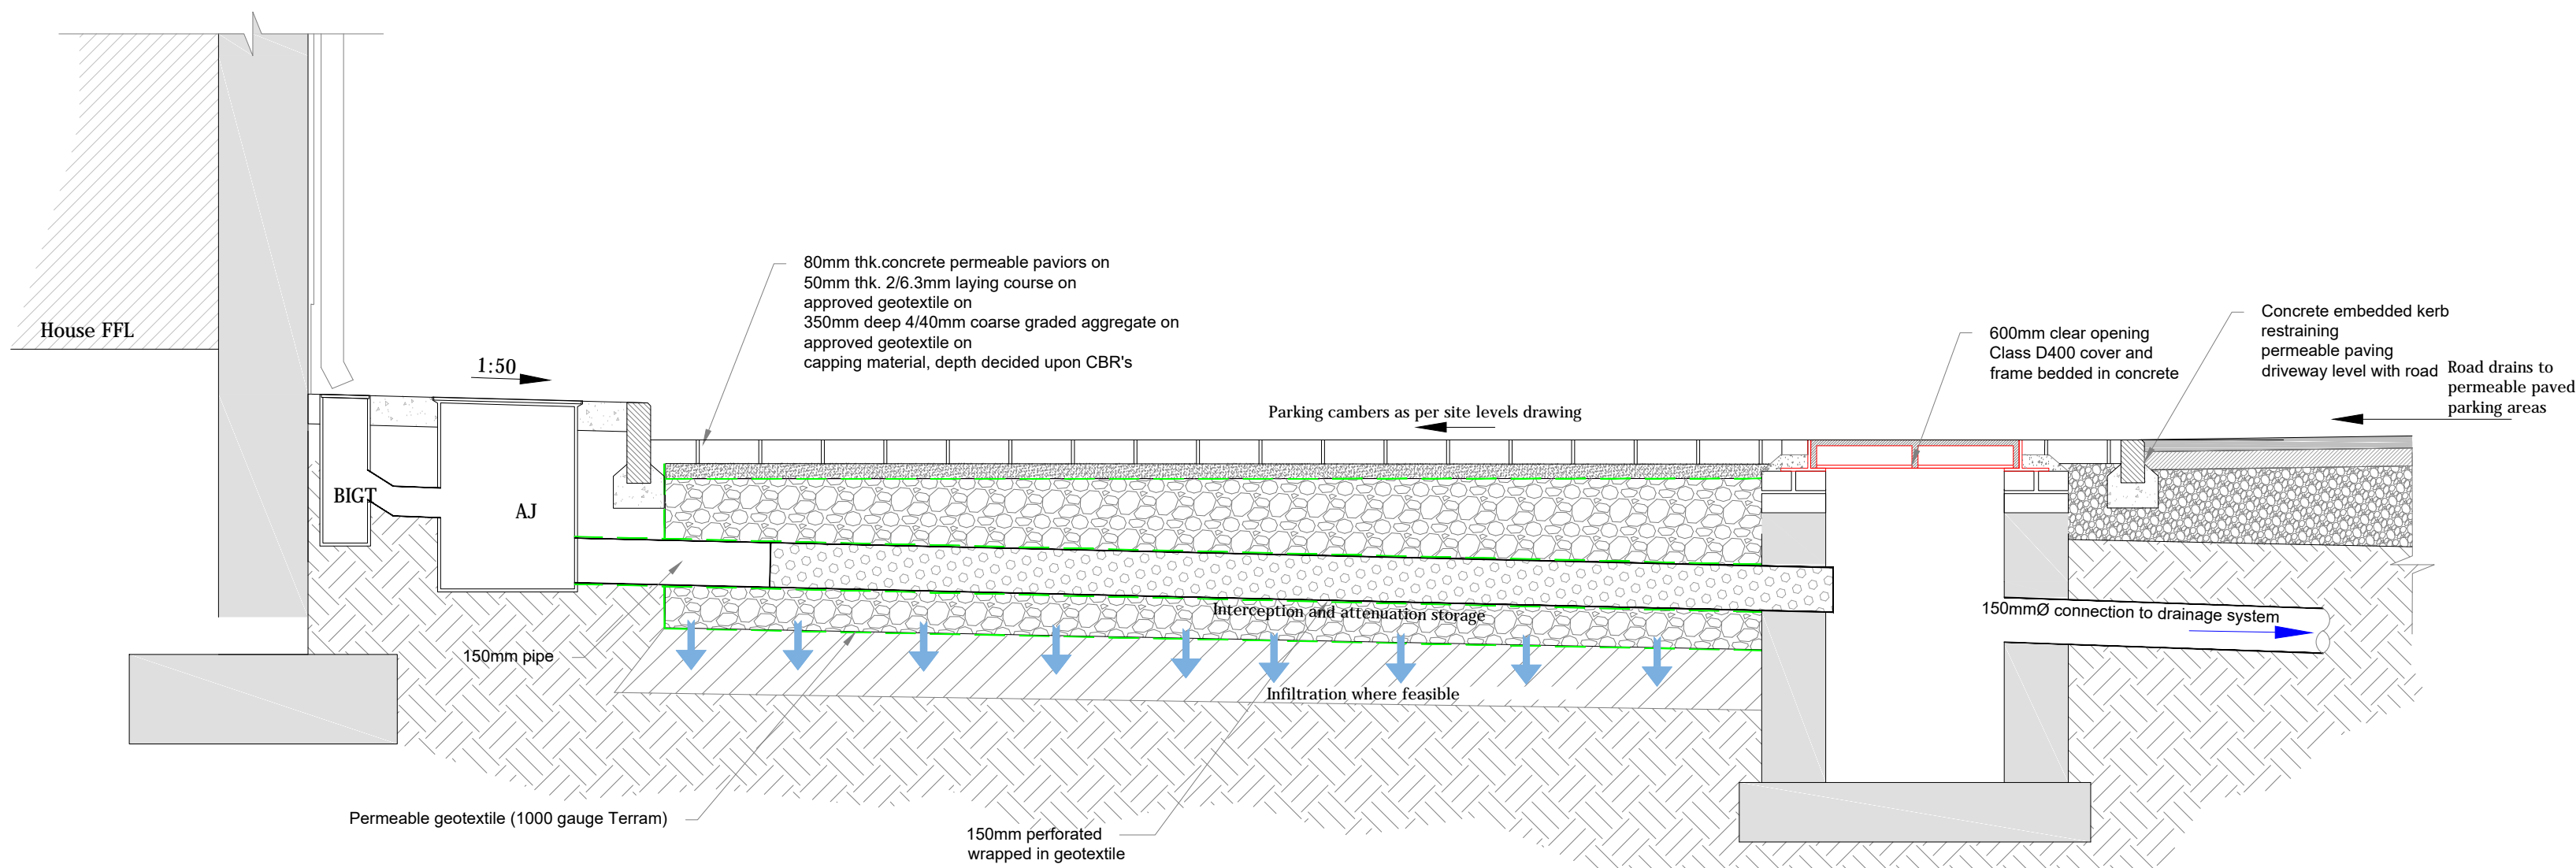 80mm thk.concrete permeable paviors on
50mm thk. 2/6.3mm laying course on
approved geotextile on
350mm deep 4/40mm coarse graded aggregate on
approved geotextile on
capping material, depth decided upon CBR's
House FFL
1:50
600mm clear opening
Class D400 cover and
frame bedded in concrete
Concrete embedded kerb
restraining
permeable paving
driveway level with road
Road drains to
permeable paved
parking areas
Parking cambers as per site levels drawing
BIGT
AJ
Interception and attenuation storage
150mmØ connection to drainage system
150mm pipe
Infiltration where feasible
Permeable geotextile (1000 gauge Terram)
150mm perforated
wrapped in geotextile